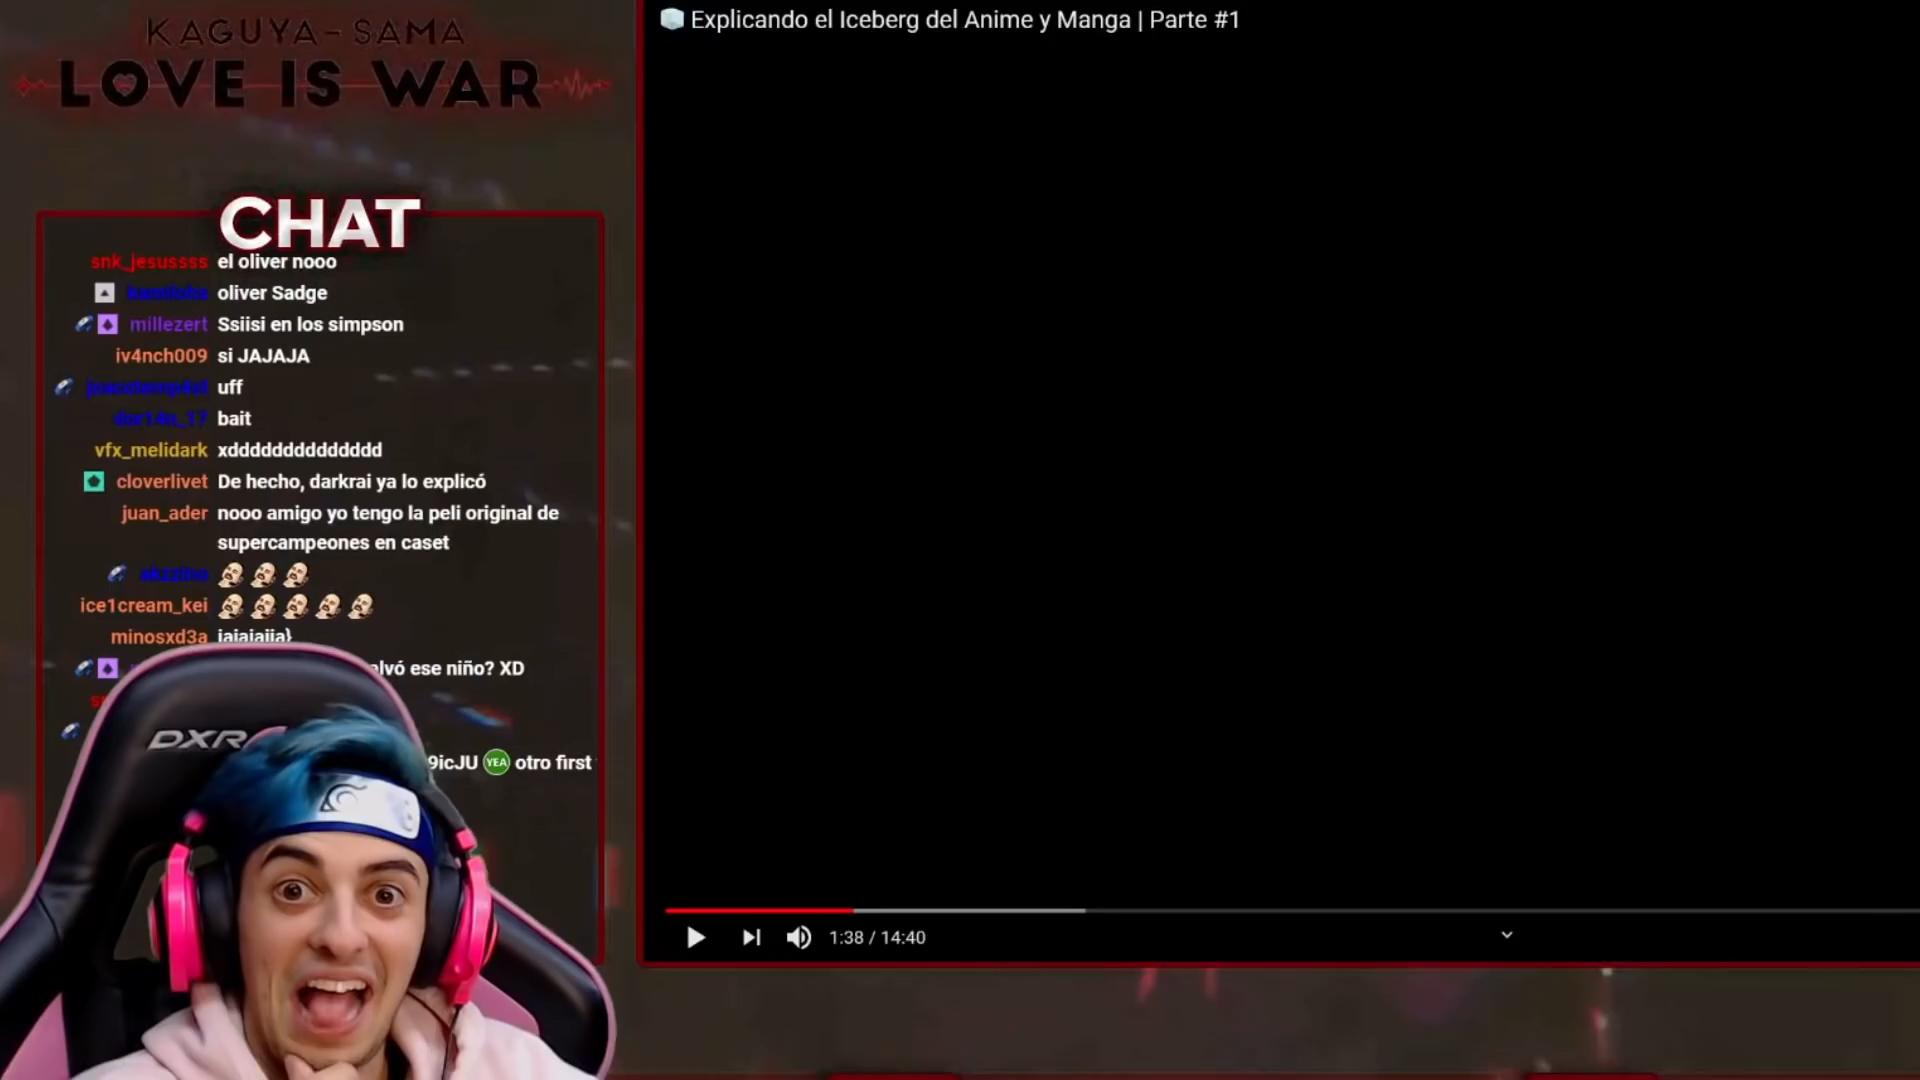 KAGUYA-SAMA
LOVE IS WAR
Explicando el Iceberg del Anime y Manga | Parte #1
CHAT
snk_jesussss el oliver nooo
oliver Sadge
millezert Ssiisi en los simpson
iv4nch009 si JAJAJA
uff
bait
vfx_melidark xdddddddddddddd
cloverlivet De hecho, darkrai ya lo explicó
juan_ader nooo amigo yo tengo la peli original de
supercampeones en caset
ice1cream_kei
minosxd3a jajajajja}
ese niño? XD
9icJU YEA otro first
DXR
1:38 / 14:40